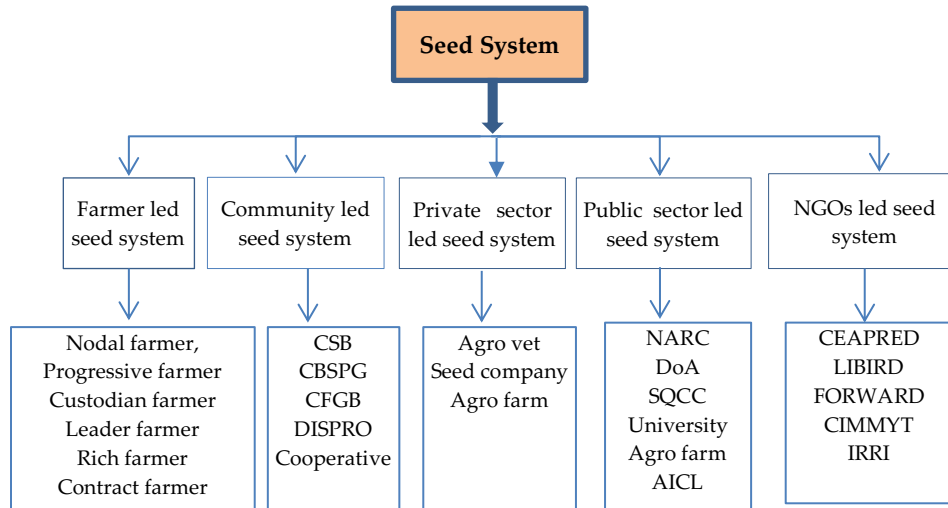 Seed System
Farmer led
seed system
Community led
seed system
Private sector
led seed system
Public sector led
seed system
NGOs led seed
system
Nodal farmer,
Progressive farmer
Custodian farmer
Leader farmer
Rich farmer
Contract farmer
CSB
CBSPG
CFGB
DISPRO
Cooperative
Agro vet
Seed company
Agro farm
NARC
DoA
SQCC
University
Agro farm
AICL
CEAPRED
LIBIRD
FORWARD
CIMMYT
IRRI